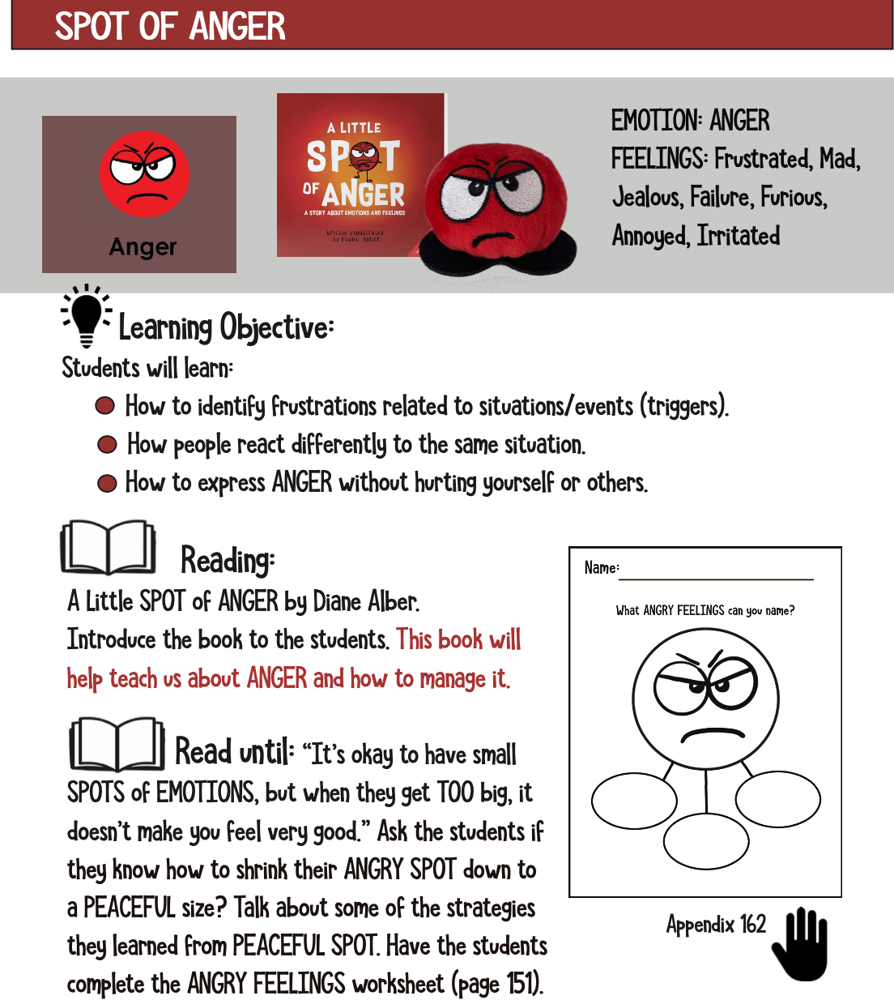 SPOT OF ANGER
Anger
A LITTLE
SPOT
OF ANGER
A STORY ABOUT EMOTIONS AND FEELINGS
Written & Illustrated
by Diane Alber
EMOTION: ANGER
FEELINGS: Frustrated, Mad,
Jealous, Failure, Furious,
Annoyed, Irritated
Learning Objective:
Students will learn:
How to identify frustrations related to situations/events (triggers).
How people react differently to the same situation.
How to express ANGER without hurting yourself or others.
Reading:
A Little SPOT of ANGER by Diane Alber.
Introduce the book to the students. This book will
help teach us about ANGER and how to manage it.
Read until: “It’s okay to have small
SPOTS of EMOTIONS, but when they get TOO big, it
doesn’t make you feel very good.” Ask the students if
they know how to shrink their ANGRY SPOT down to
a PEACEFUL size? Talk about some of the strategies
they learned from PEACEFUL SPOT. Have the students
complete the ANGRY FEELINGS worksheet (page 151).
Name:
What ANGRY FEELINGS can you name?
Appendix 162